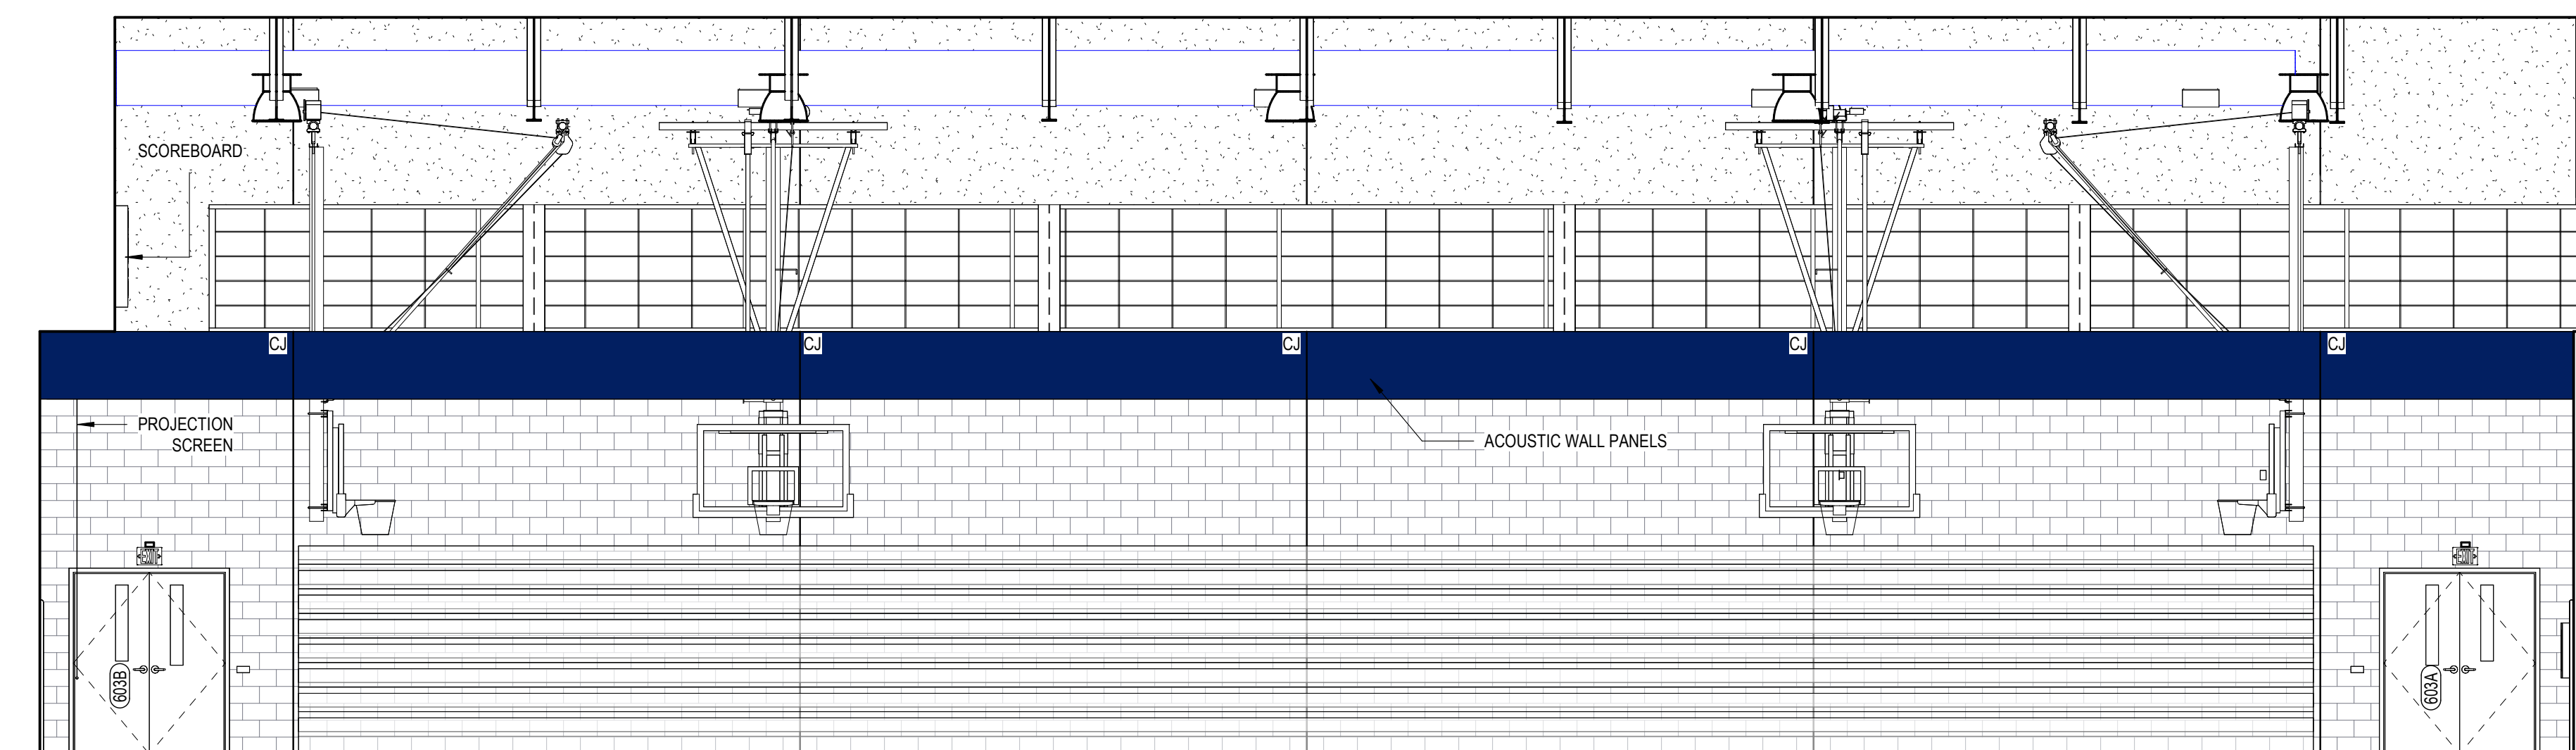 SCOREBOARD
CJ
CJ
CJ
CJ
CJ
PROJECTION
SCREEN
ACOUSTIC WALL PANELS
EXIT
EXIT
603B
603A